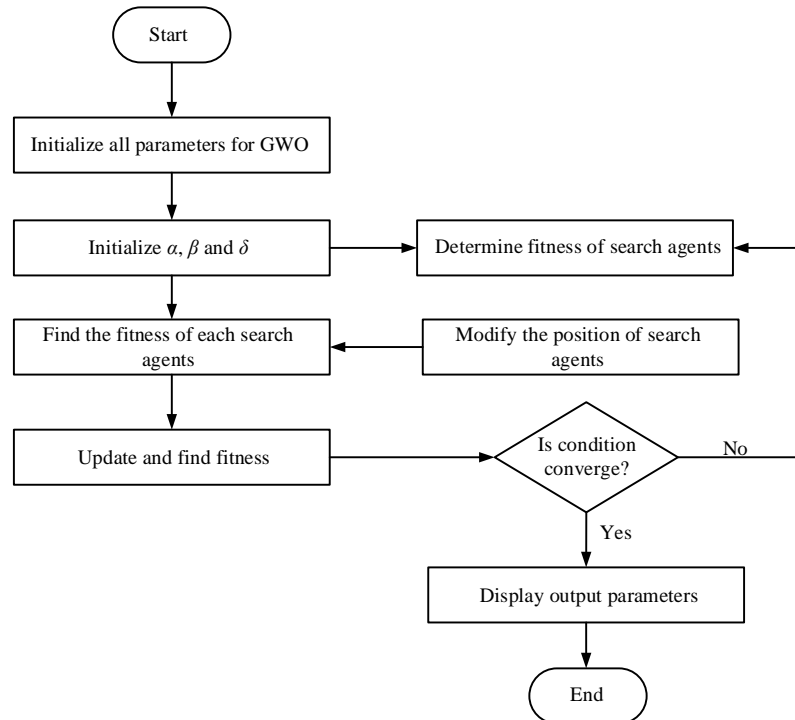 Start
Initialize all parameters for GWO
Initialize α, β and δ
Determine fitness of search agents
Find the fitness of each search
agents
Modify the position of search
agents
Update and find fitness
Is condition
converge?
No
Yes
Display output parameters
End